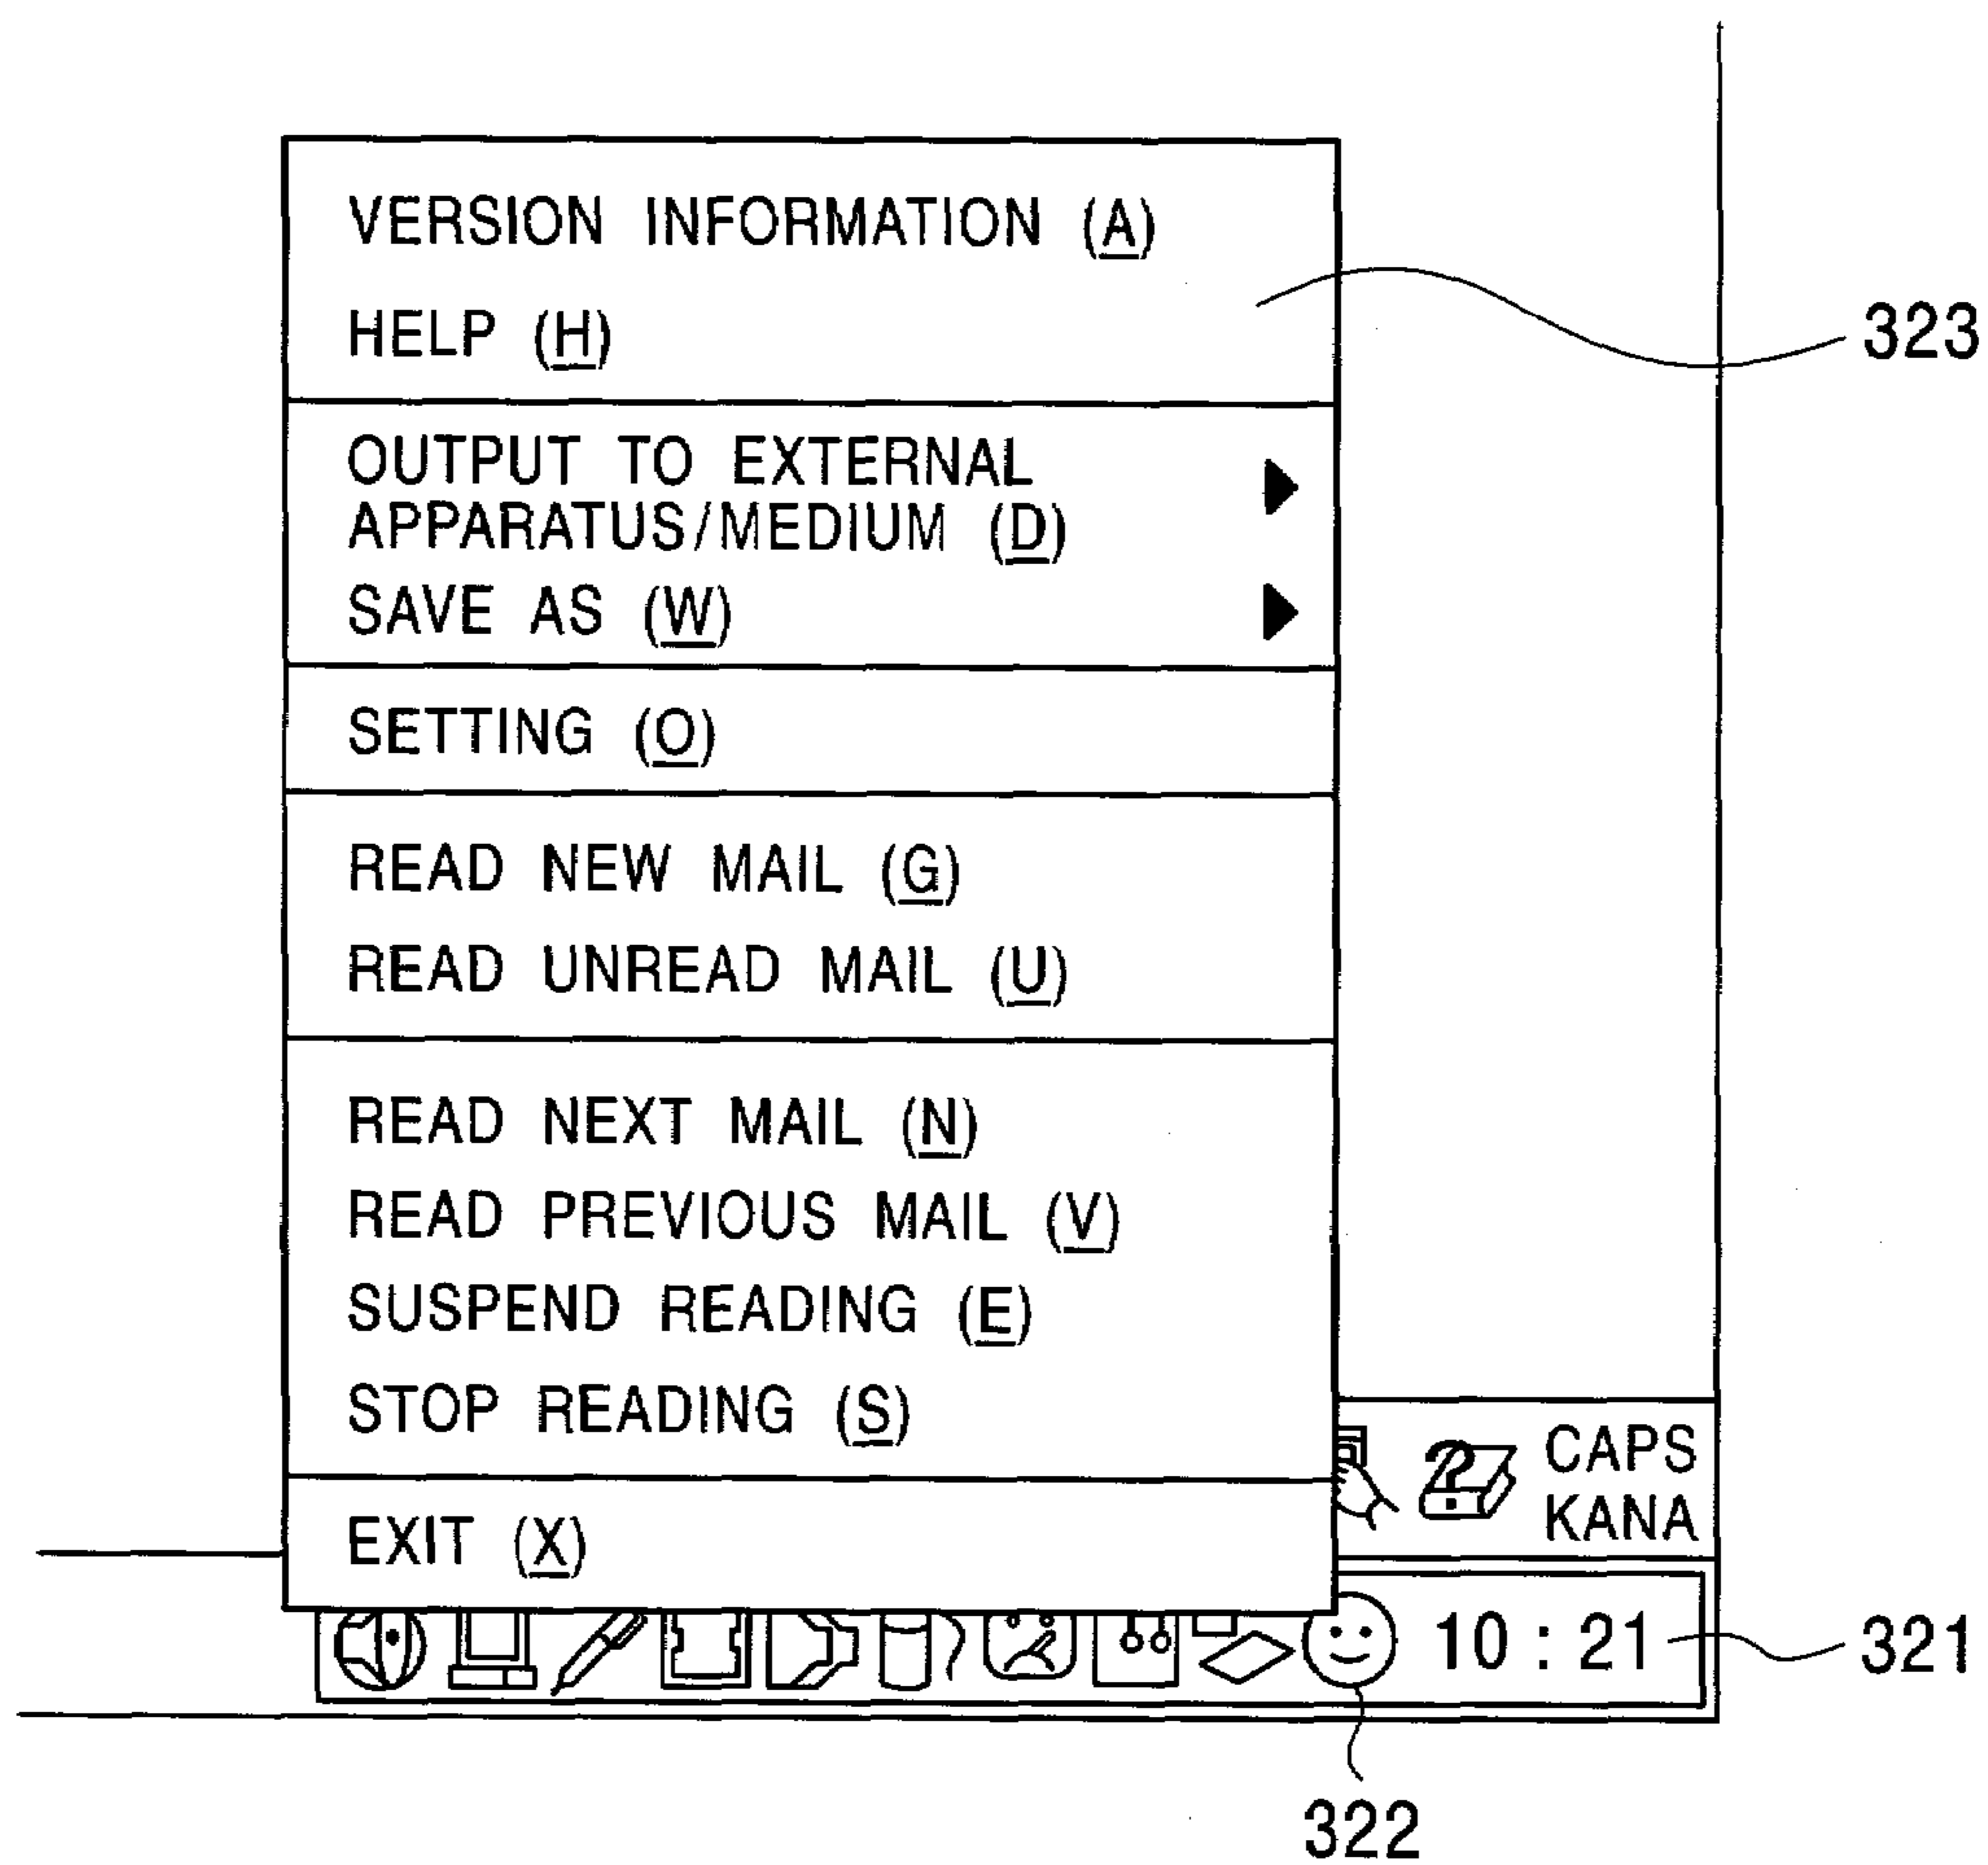 VERSION INFORMATION (A)
HELP (H)
323
OUTPUT TO EXTERNAL
APPARATUS/MEDIUM (D)
SAVE AS (W)
SETTING (O)
READ NEW MAIL (G)
READ UNREAD MAIL (U)
READ NEXT MAIL (N)
READ PREVIOUS MAIL (V)
SUSPEND READING (E)
STOP READING (S)
EXIT (X)
?
CAPS
KANA
10 : 21
321
322